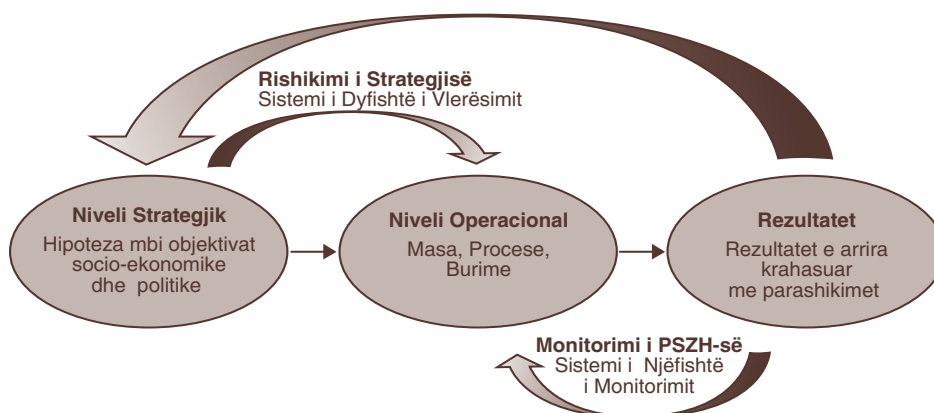 Rishikimi i Strategjisë
Sistemi i Dyfishtë i Vlerësimit
Niveli Strategjik
Hipoteza mbi objektivat
socio-ekonomike
dhe politike
Niveli Operacional
Masa, Procese,
Burime
Rezultatet
Rezultatet e arrira
krahasuar
me parashikimet
Monitorimi i PSZH-së
Sistemi i Njëfishtë
i Monitorimit